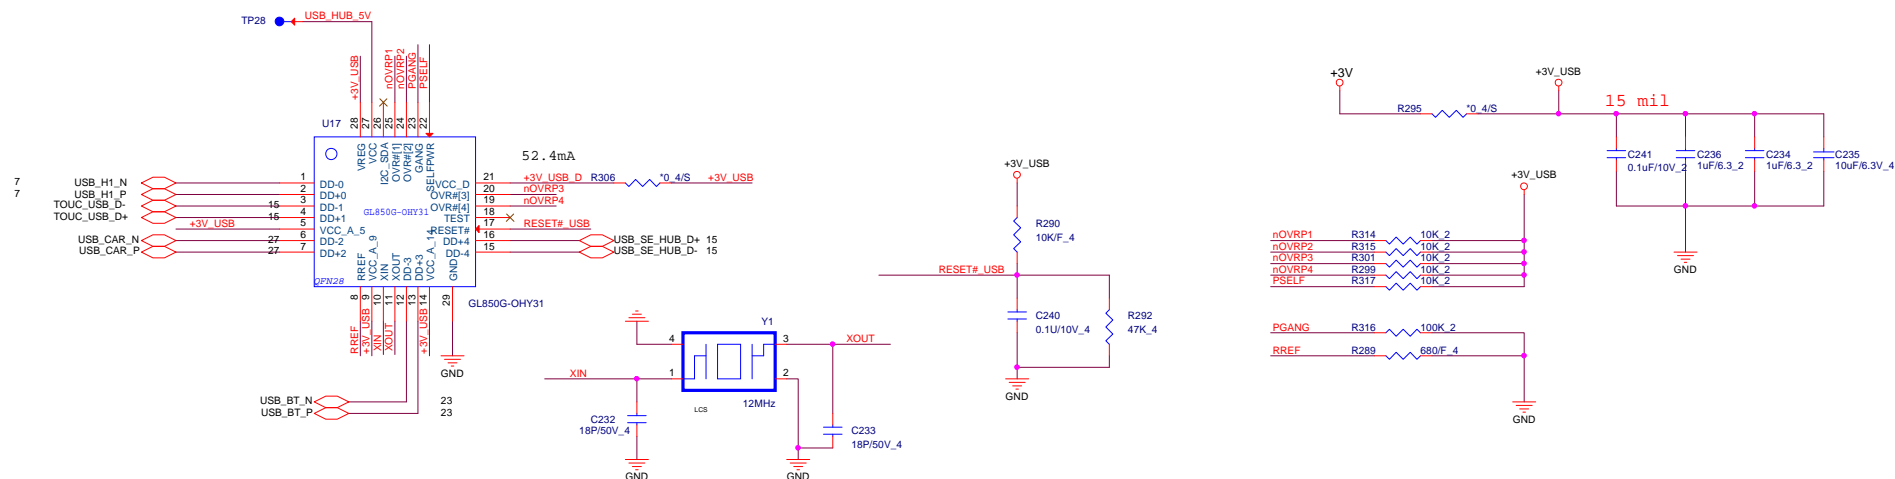 TP28
USB_HUB_5V
+3V_USB
nOVRP1
nOVRP2
PGANG
PSELF
28
27
26
25
24
23
22
U17
VREG
VCC
I2C_SDA
OVR#[1]
OVR#[2]
GANG
SELFPWR
52.4mA
7 USB_H1_N 1 DD-0
7 USB_H1_P 2 DD+0
TOUC_USB_D- 15 3 DD-1
TOUC_USB_D+ 15 4 DD+1
+3V_USB 5 VCC_A_5
USB_CAR_N 27 6 DD-2
USB_CAR_P 27 7 DD+2
GL850G-OHY31
VCC_D 21 +3V_USB_D R306 *0_4/S +3V_USB
OVR#[3] 20 nOVRP3
OVR#[4] 19 nOVRP4
TEST 18
RESET# 17 RESET#_USB
DD+4 16 USB_SE_HUB_D+ 15
DD-4 15 USB_SE_HUB_D- 15
RREF
VCC_A_9
XIN
XOUT
DD-3
DD+3
VCC_A_14
GND
QFN28
GL850G-OHY31
8
9
10
11
12
13
14
29
RREF
+3V_USB
XIN
XOUT
+3V_USB
GND
USB_BT_N 23
USB_BT_P 23
Y1
4
3
XOUT
XIN
1
2
LCS
12MHz
C232
18P/50V_4
GND
C233
18P/50V_4
GND
+3V_USB
R290
10K/F_4
RESET#_USB
C240
0.1U/10V_4
R292
47K_4
GND
+3V
+3V_USB
R295 *0_4/S
15 mil
C241
0.1uF/10V_2
C236
1uF/6.3_2
C234
1uF/6.3_2
C235
10uF/6.3V_4
GND
+3V_USB
nOVRP1 R314 10K_2
nOVRP2 R315 10K_2
nOVRP3 R301 10K_2
nOVRP4 R299 10K_2
PSELF R317 10K_2
PGANG R316 100K_2
RREF R289 680/F_4
GND